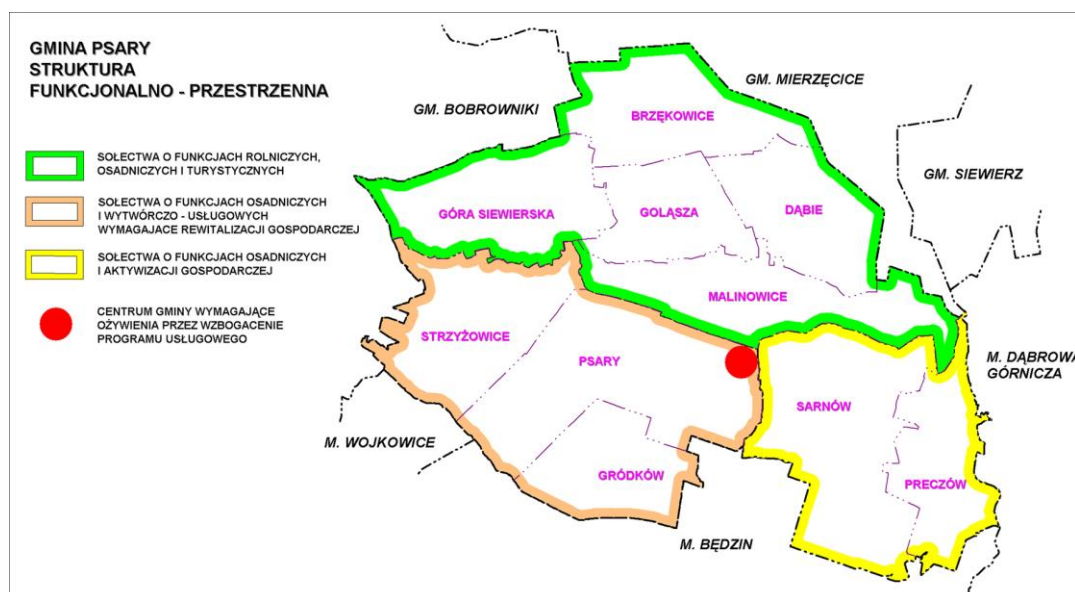 GMINA PSARY
STRUKTURA
FUNKCJONALNO - PRZESTRZENNA
SOŁECTWA O FUNKCJACH ROLNICZYCH,
OSADNICZYCH I TURYSTYCZNYCH
SOŁECTWA O FUNKCJACH OSADNICZYCH
I WYTWÓRCZO - USŁUGOWYCH
WYMAGAJACE REWITALIZACJI GOSPODARCZEJ
SOŁECTWA O FUNKCJACH OSADNICZYCH
I AKTYWIZACJI GOSPODARCZEJ
CENTRUM GMINY WYMAGAJĄCE
OŻYWIENIA PRZEZ WZBOGACENIE
PROGRAMU USŁUGOWEGO
GM. BOBROWNIKI
GM. MIERZĘCICE
GM. SIEWIERZ
BRZĘKOWICE
GÓRA SIEWIERSKA
GOLĄSZA
DĄBIE
MALINOWICE
STRZYŻOWICE
PSARY
SARNÓW
M. DĄBROWA
GÓRNICZA
M. WOJKOWICE
GRÓDKÓW
PRECZÓW
M. BĘDZIN